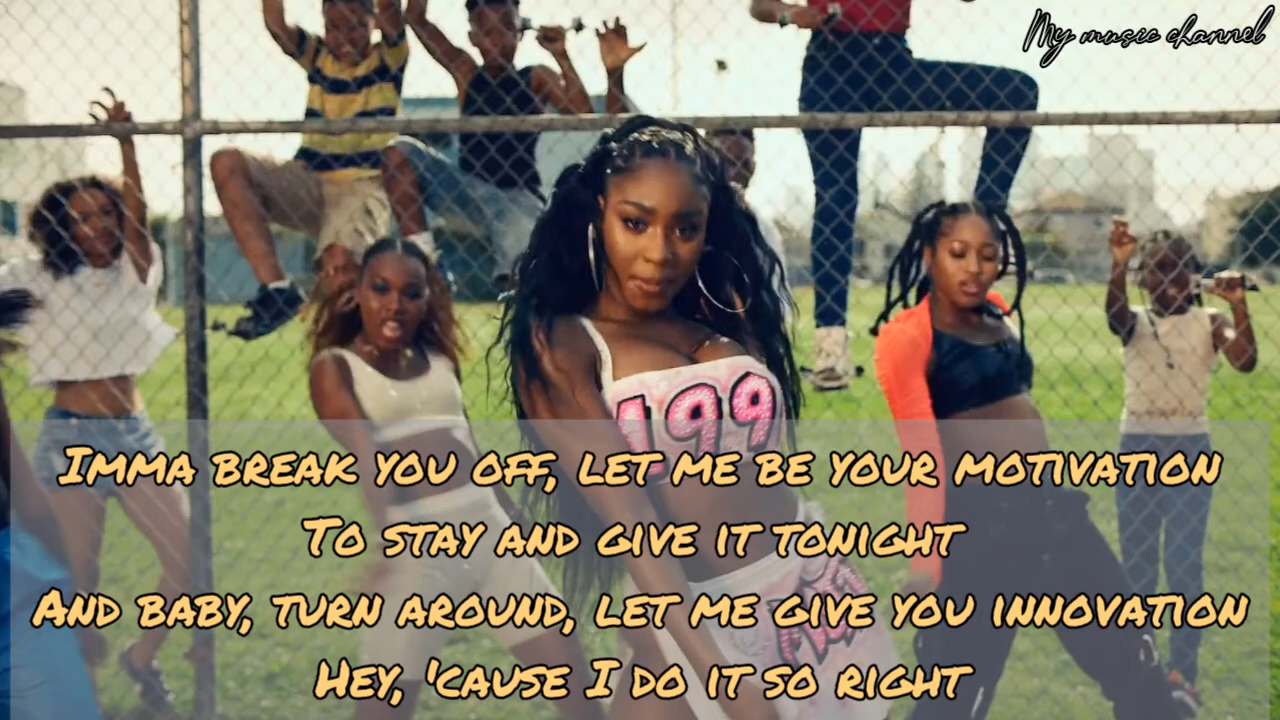 My music channel
199
Imma break you off, let me be your motivation
To stay and give it tonight
And baby, turn around, let me give you innovation
Hey, 'cause I do it so right